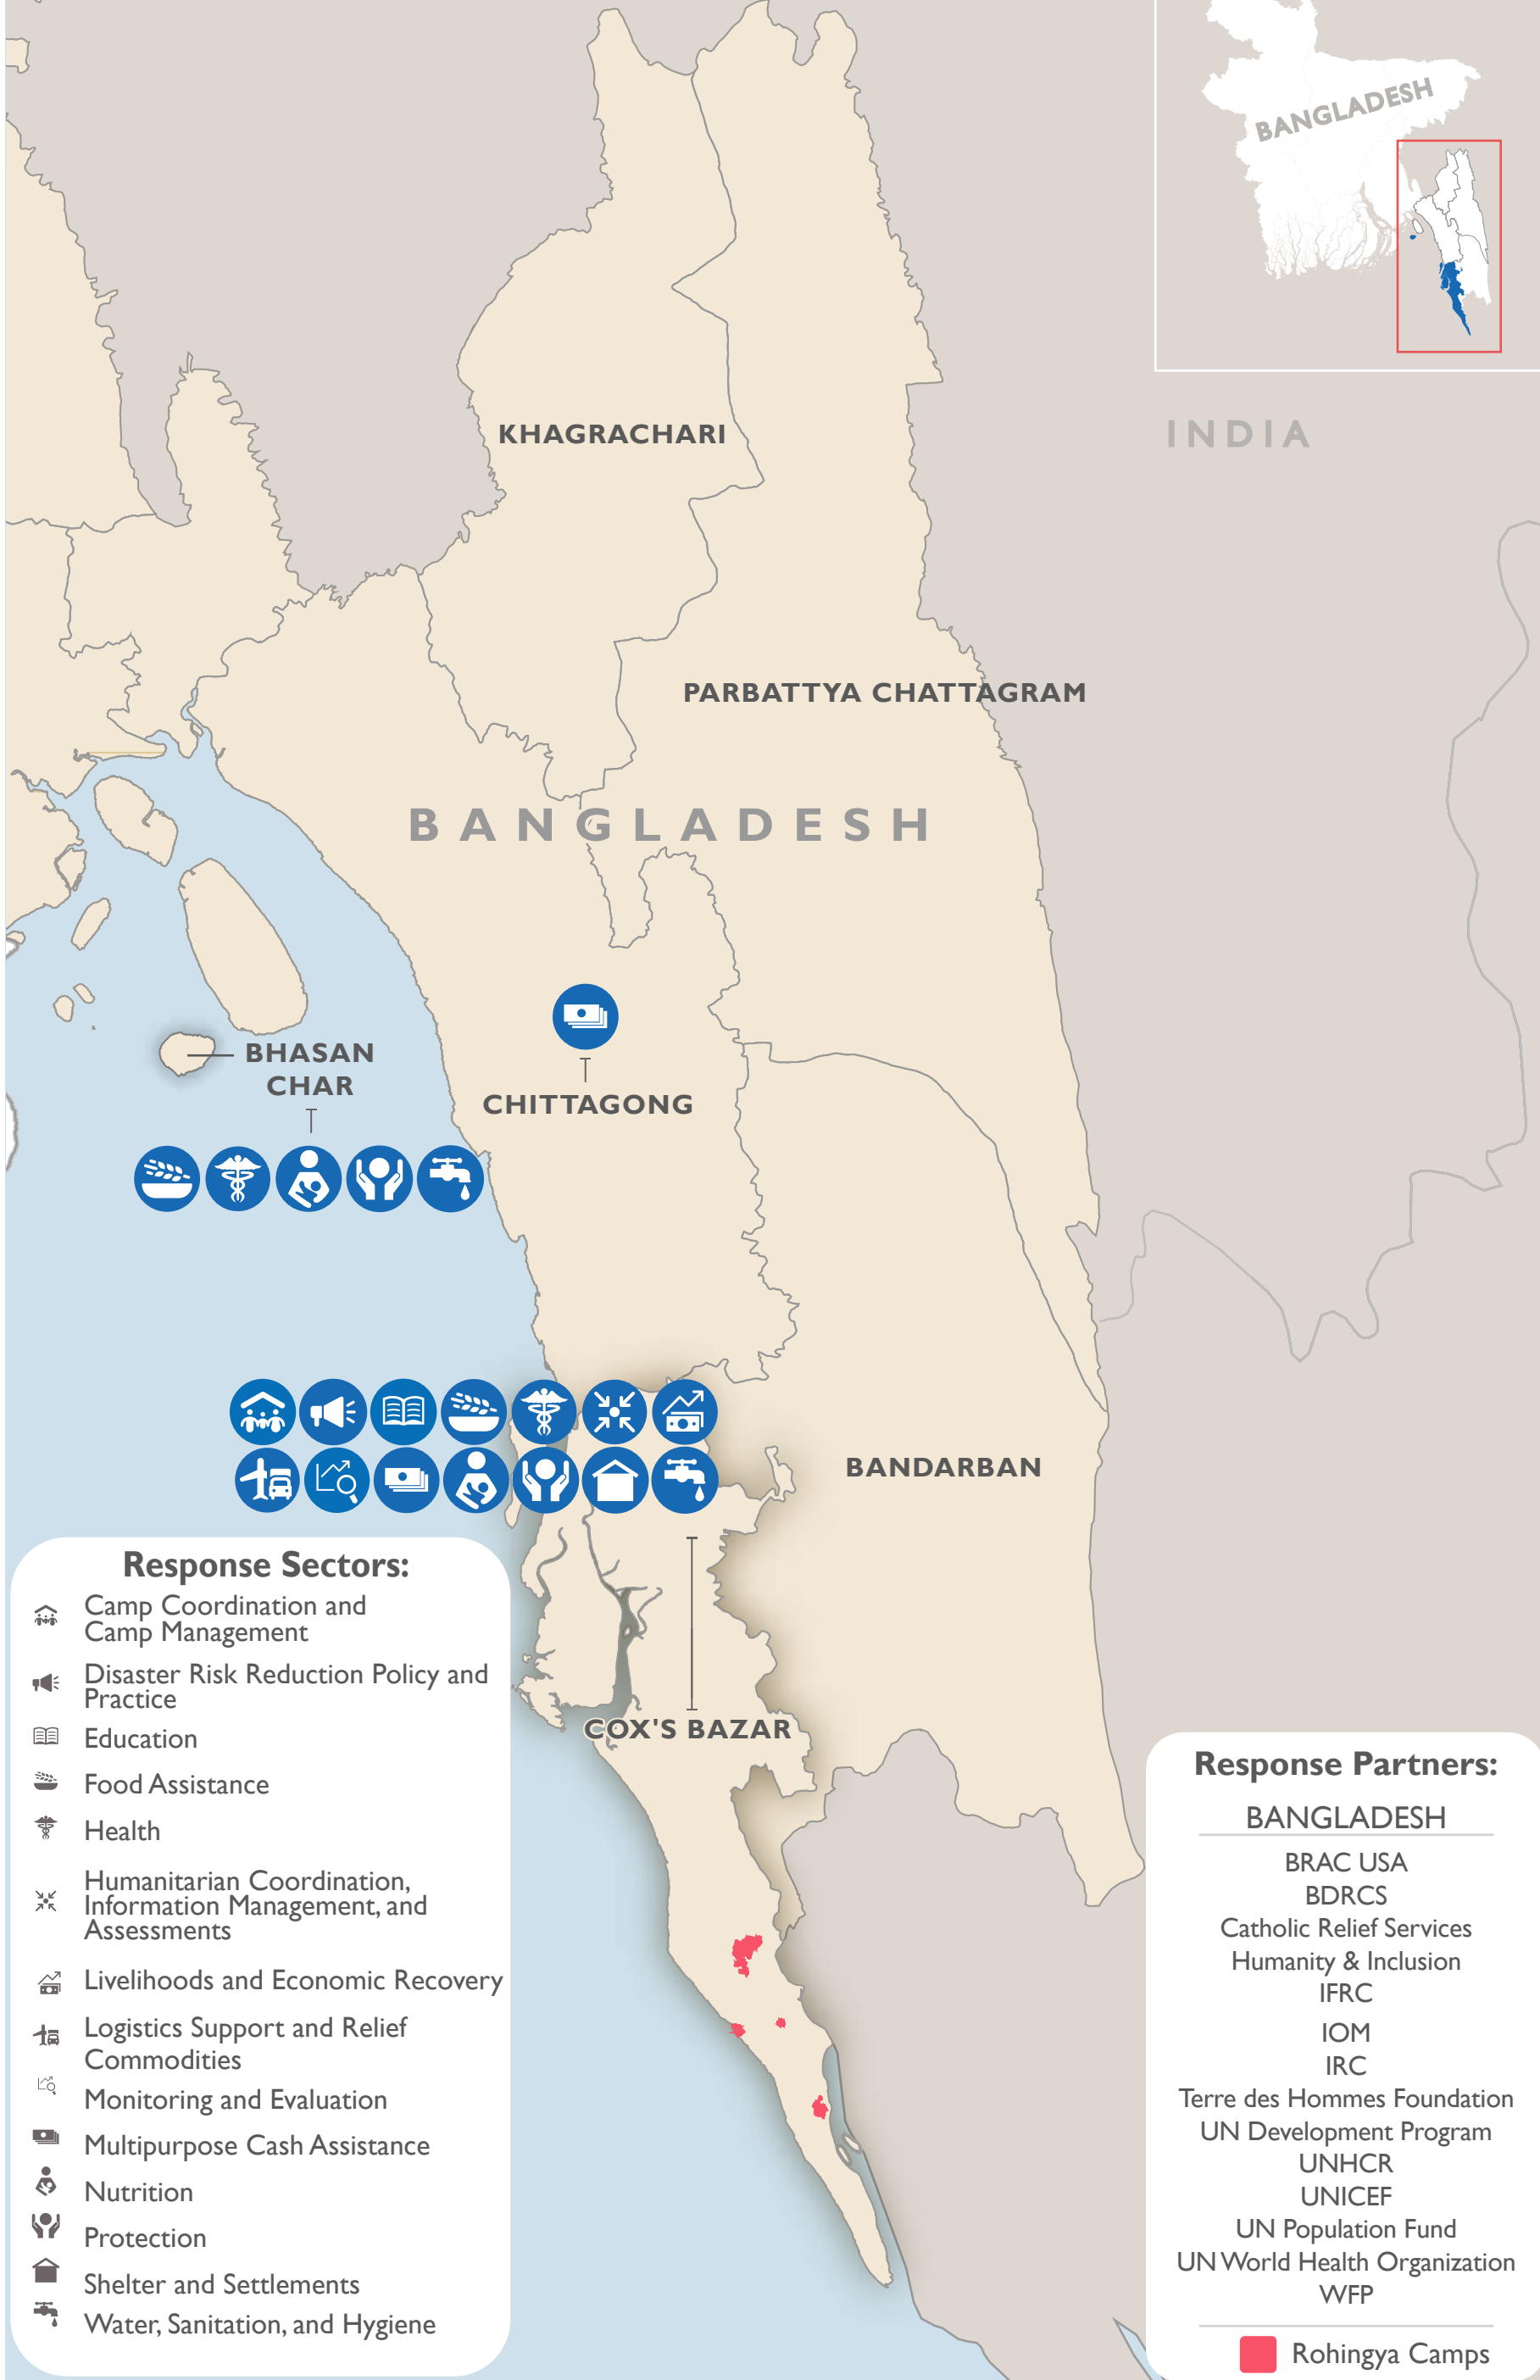 BANGLADESH
INDIA
KHAGRACHARI
PARBATTYA CHATTAGRAM
BANGLADESH
BHASAN
CHAR
CHITTAGONG
BANDARBAN
COX'S BAZAR
Response Sectors:
Camp Coordination and
Camp Management
Disaster Risk Reduction Policy and
Practice
Education
Food Assistance
Health
Humanitarian Coordination,
Information Management, and
Assessments
Livelihoods and Economic Recovery
Logistics Support and Relief
Commodities
Monitoring and Evaluation
Multipurpose Cash Assistance
Nutrition
Protection
Shelter and Settlements
Water, Sanitation, and Hygiene
Response Partners:
BANGLADESH
BRAC USA
BDRCS
Catholic Relief Services
Humanity & Inclusion
IFRC
IOM
IRC
Terre des Hommes Foundation
UN Development Program
UNHCR
UNICEF
UN Population Fund
UN World Health Organization
WFP
Rohingya Camps